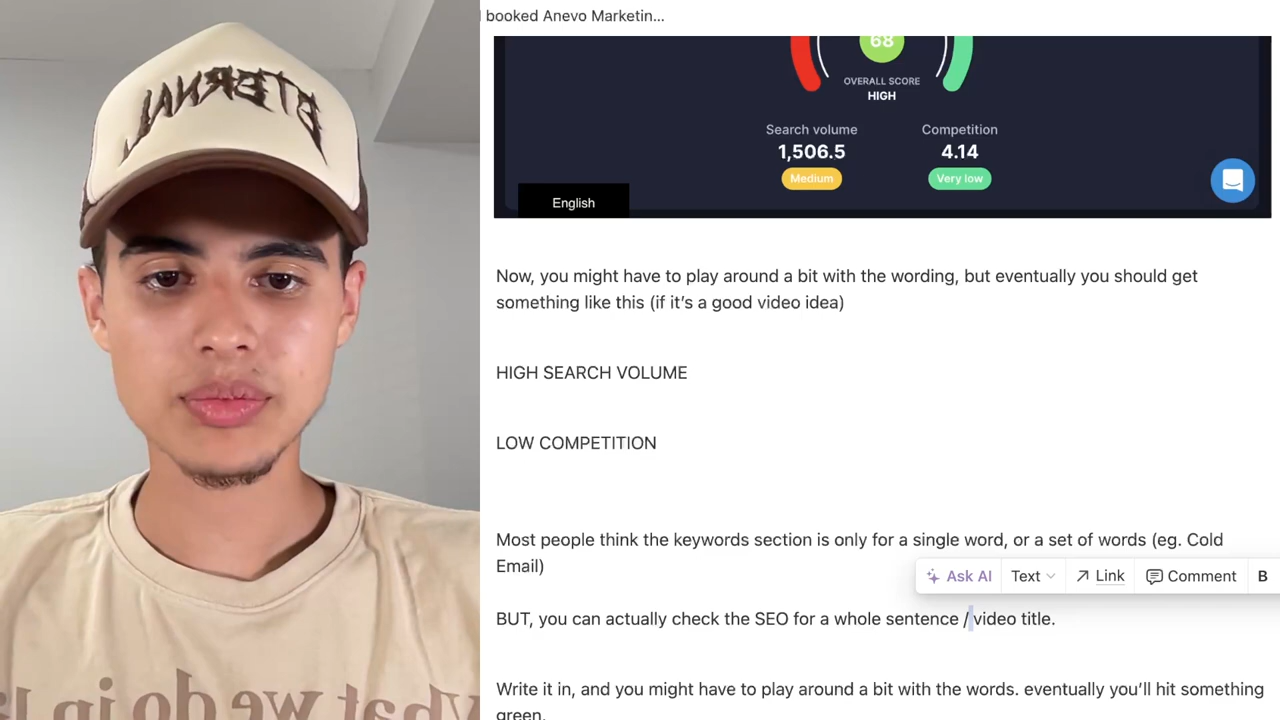 booked Anevo Marketin...
68
OVERALL SCORE
HIGH
Search volume
Competition
1,506.5
4.14
Medium
Very low
English
Now, you might have to play around a bit with the wording, but eventually you should get
something like this (if it’s a good video idea)
HIGH SEARCH VOLUME
LOW COMPETITION
Most people think the keywords section is only for a single word, or a set of words (eg. Cold
Email)
Ask AI
Text
Link
Comment
B
BUT, you can actually check the SEO for a whole sentence / video title.
Write it in, and you might have to play around a bit with the words. eventually you’ll hit something
green.
ETERNAL
what we do in